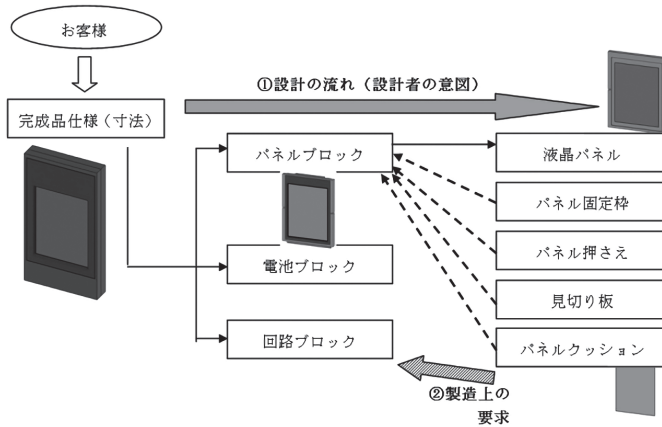 お客様
①設計の流れ（設計者の意図）
完成品仕様（寸法）
パネルブロック
液晶パネル
パネル固定枠
パネル押さえ
電池ブロック
見切り板
回路ブロック
パネルクッション
②製造上の
要求